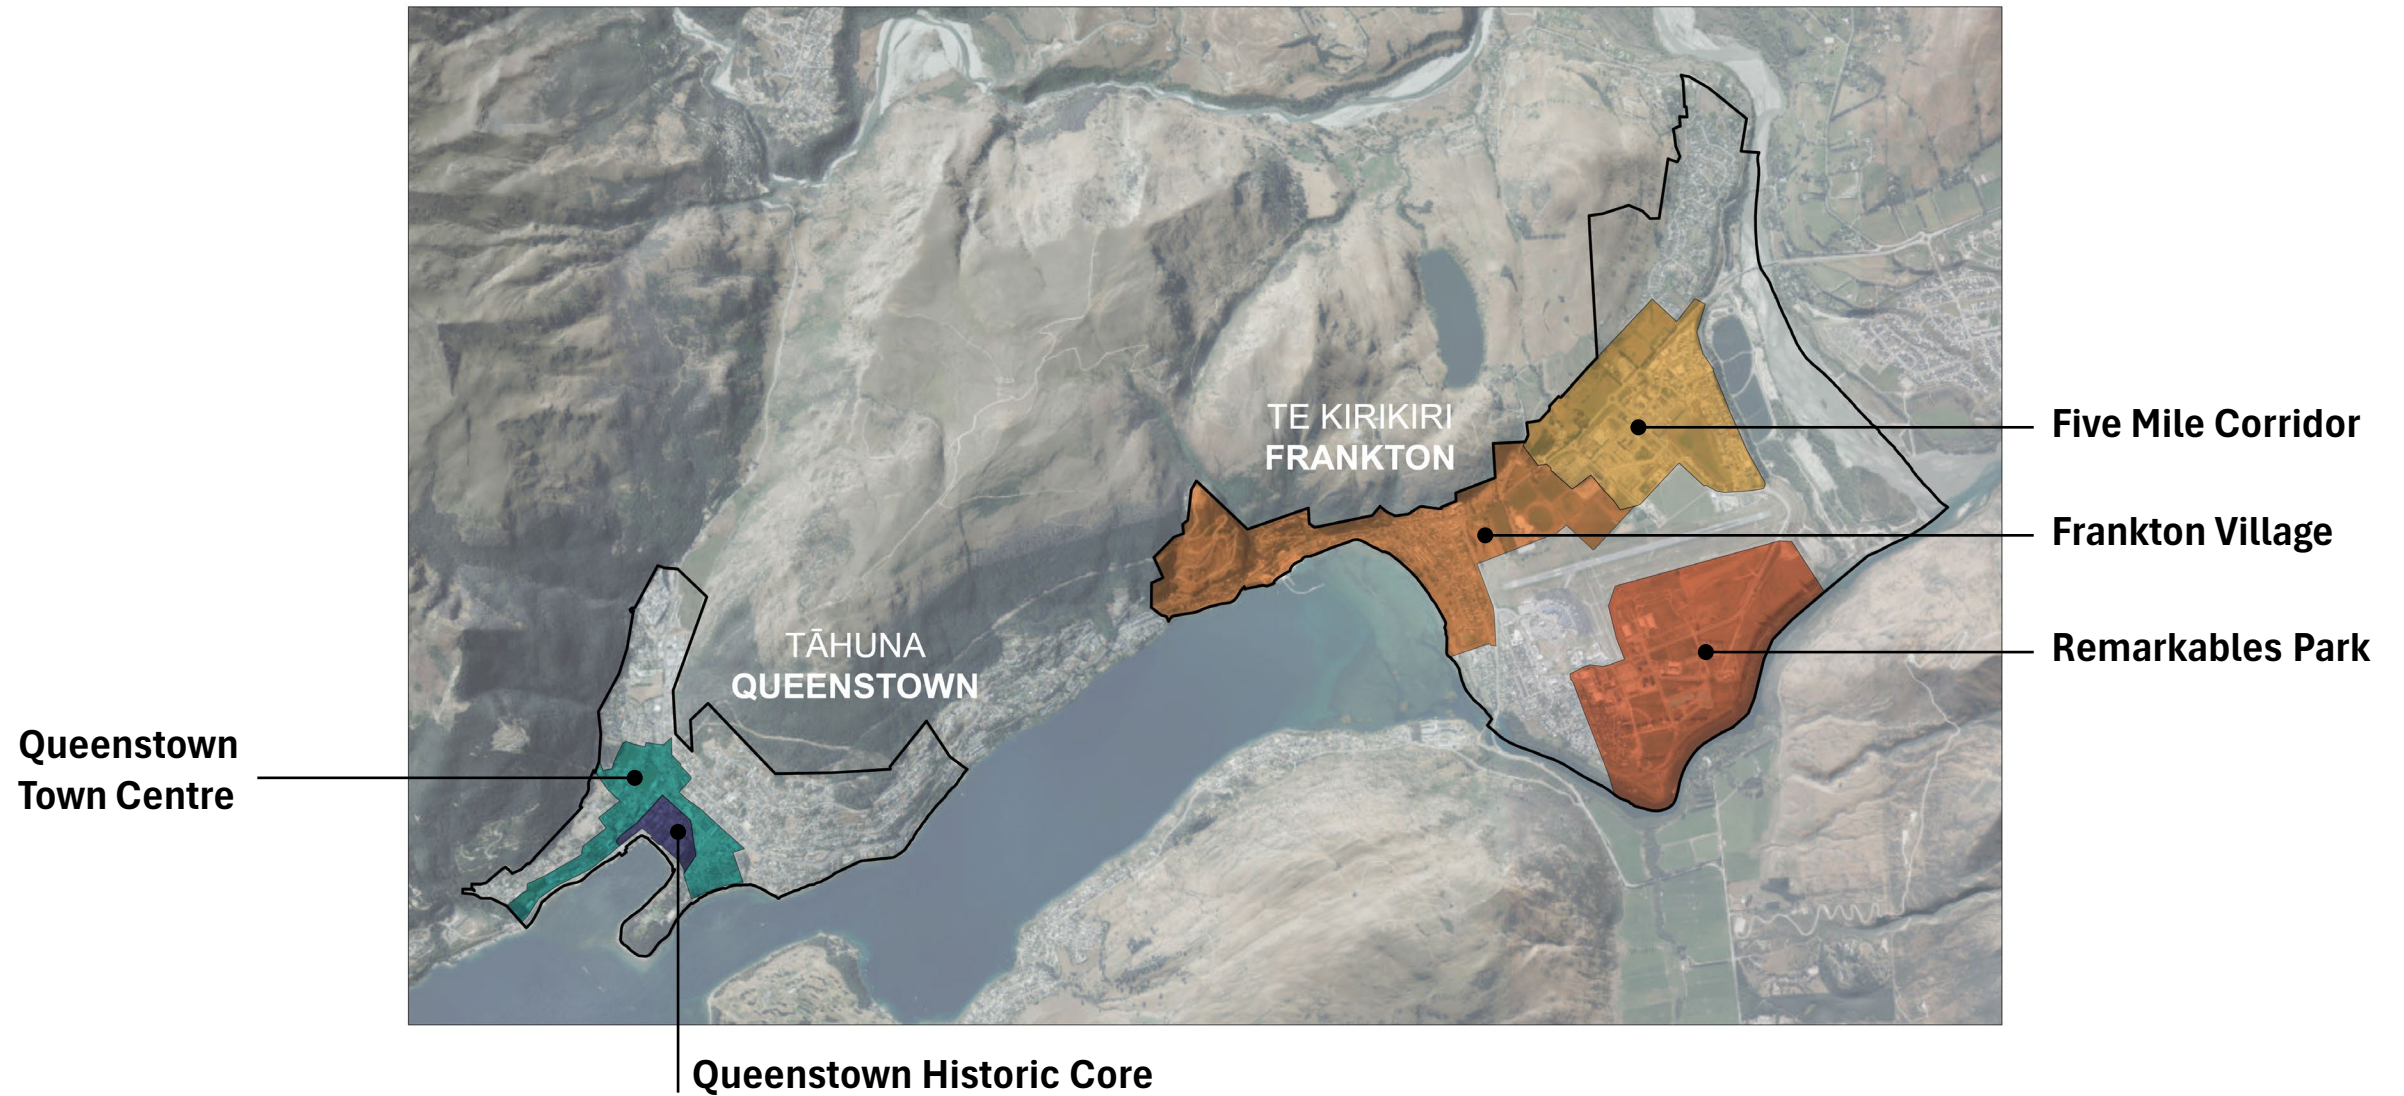 TE KIRIKIRI
FRANKTON
Five Mile Corridor
Frankton Village
Remarkables Park
TĀHUNA
QUEENSTOWN
Queenstown
Town Centre
Queenstown Historic Core